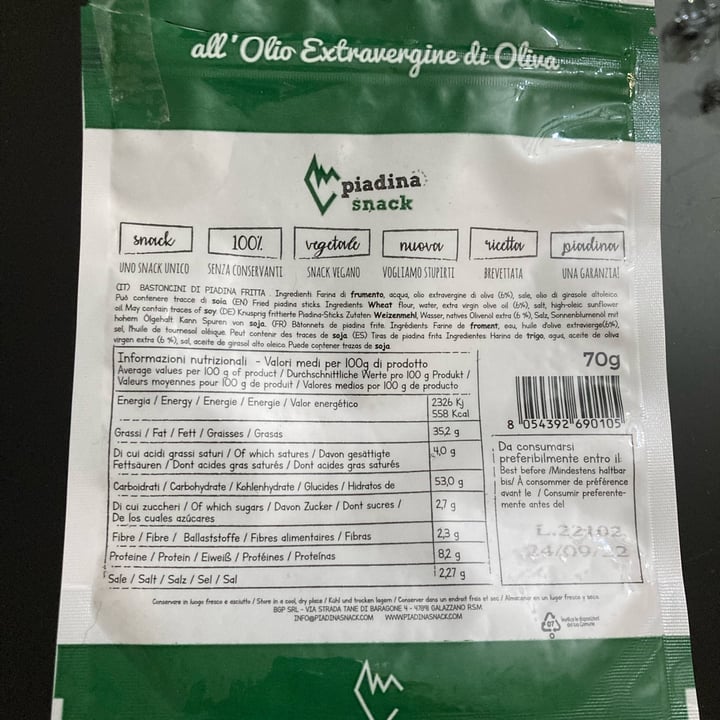 all'Olio Extravergine di Oliva
piadina
snack
snack 100% vegetale nuova ricetta piadina
UNO SNACK UNICO SENZA CONSERVANTI SNACK VEGANO VOGLIAMO STUPIRTI BREVETTATA UNA GARANZIA!
(IT) BASTONCINI DI PIADINA FRITTA . Ingredienti Farina di frumento, acqua, olio extravergine di oliva (6%), sale, olio di girasole altoleico.
Può contenere tracce di soia. (EN) Fried piadina sticks. Ingredients Wheat flour, water, extra virgin olive oil (6%), salt, high-oleic sunflower
oil. May contain traces of soy (DE) Knusprig frittierte Piadina-Sticks. Zutaten Weizenmehl, Wasser, natives Olivenöl extra (6 %), Salz, Sonnenblumenöl mit
hohem Ölgehalt. Kann Spuren von soja. (FR) Bâtonnets de piadina frite. Ingrédients Farine de froment, eau, huile d'olive extravierge(6%),
sel, l'huile de tournesol oléique. Peut contenir des traces de soja (ES) Tiras de piadina frita. Ingredientes Harina de trigo, agua, aceite de oliva
virgen extra (6 %), sal, aceite de girasol alto oleico Puede contener trazas de soja.
Informazioni nutrizionali - Valori medi per 100g di prodotto
Average values per 100 g of product / Durchschnittliche Werte pro 100 g Produkt /
Valeurs moyennes pour 100 g de produit / Valores medios por 100 g de producto
Energia / Energy / Energie / Energie / Valor energético 2326 Kj
558 Kcal
Grassi / Fat / Fett / Graisses / Grasas 35,2 g
Di cui acidi grassi saturi / Of which satures / Davon gesättigte 4,0 g
Fettsäuren / Dont acides gras saturés / Dont acides gras saturés
Carboidrati / Carbohydrate / Kohlenhydrate / Glucides / Hidratos de 53,0 g
Di cui zuccheri / Of which sugars / Davon Zucker / Dont sucres / 2,7 g
De los cuales azúcares
Fibre / Fibre / Ballaststoffe / Fibres alimentaires / Fibras 2,3 g
Proteine / Protein / Eiweiß / Protéines / Proteínas 8,2 g
Sale / Salt / Salz / Sel / Sal 2,27 g
70g
8 054392 690105
Da consumarsi
preferibilmente entro il:
Best before /Mindestens haltbar
bis/ À consommer de préférence
avant le / Consumir preferente-
mente antes del
L.22102
24/09/22
Conservare in luogo fresco e asciutto / Store in a cool, dry place / Kühl und trocken lagern / Conserver dans un endroit frais et sec / Almacenar en un lugar fresco y seco.
BGP SRL - VIA STRADA TANE DI BARAGONE 4 - 47891 GALAZZANO RSM
INFO@PIADINASNACK.COM WWW.PIADINASNACK.COM
07